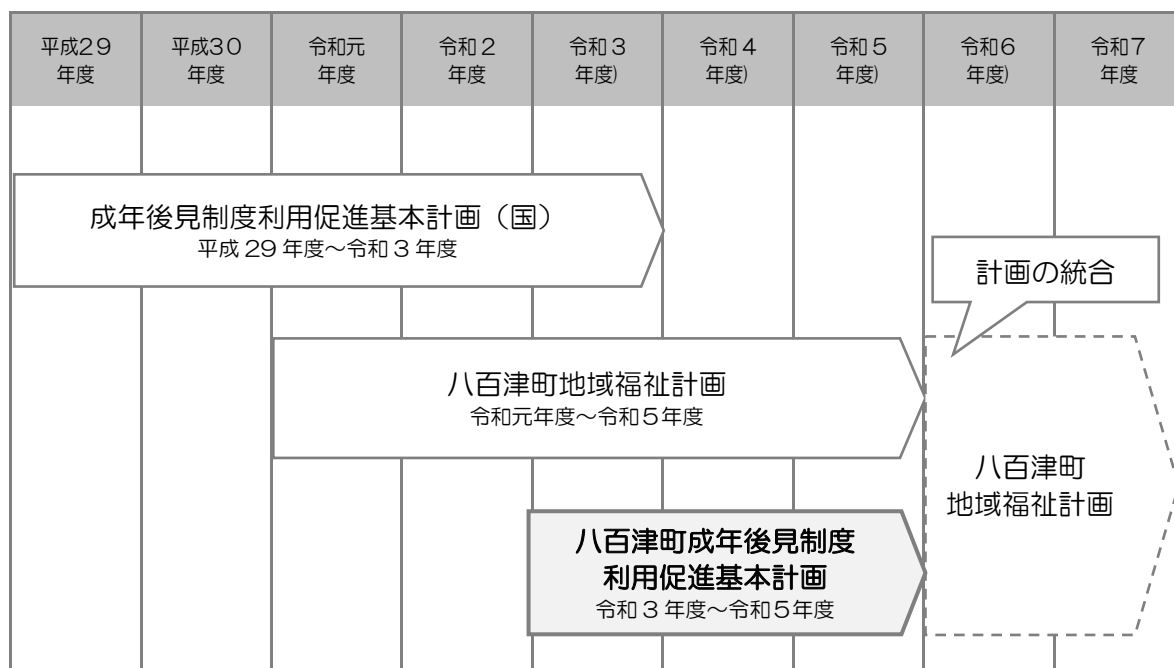 平成29
年度
平成30
年度
令和元
年度
令和2
年度
令和3
年度)
令和4
年度)
令和5
年度)
令和6
年度)
令和7
年度
成年後見制度利用促進基本計画（国）
平成29年度～令和3年度
計画の統合
八百津町地域福祉計画
令和元年度～令和5年度
八百津町
地域福祉計画
八百津町成年後見制度
利用促進基本計画
令和3年度～令和5年度